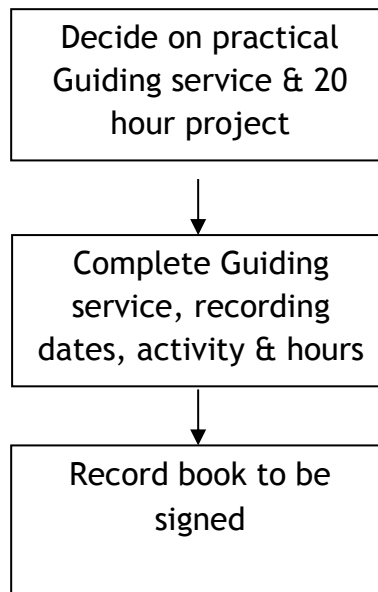 Decide on practical
Guiding service & 20
hour project
Complete Guiding
service, recording
dates, activity & hours
Record book to be
signed